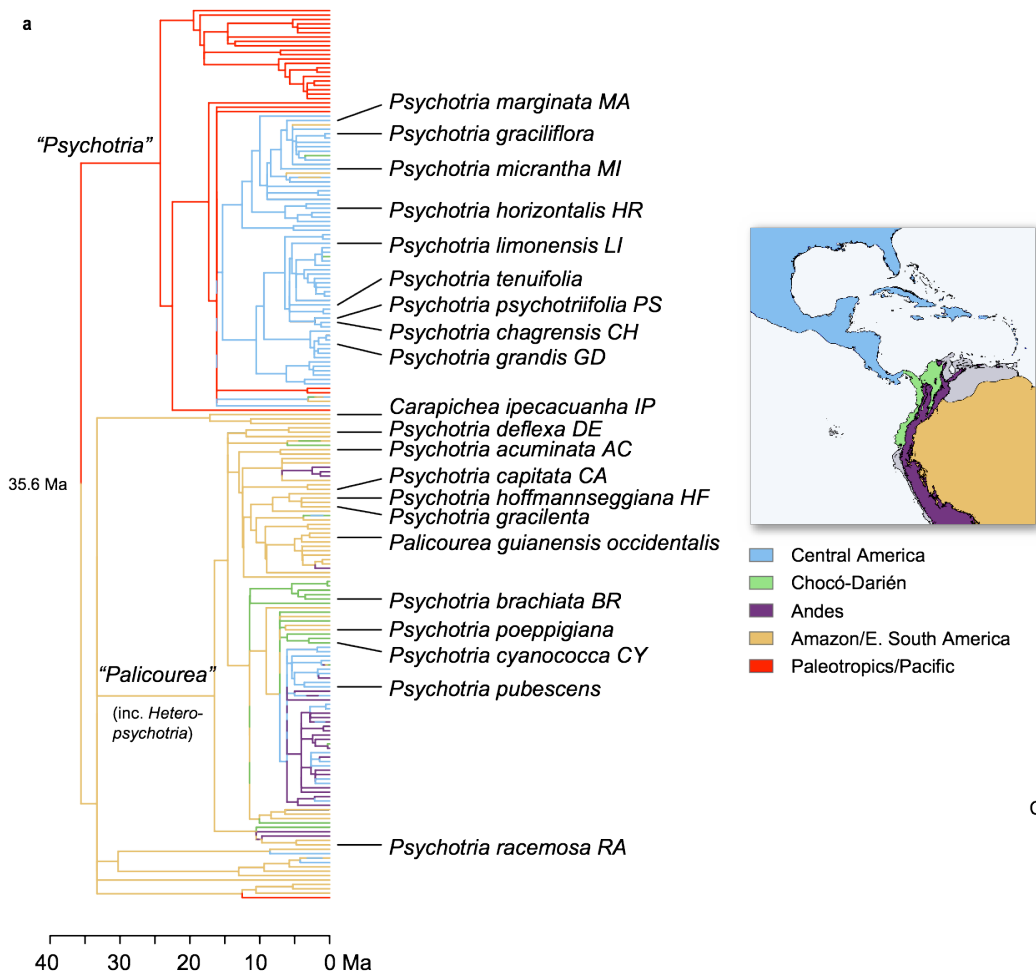 a
Psychotria marginata MA
"Psychotria"
Psychotria graciliflora
Psychotria micrantha MI
Psychotria horizontalis HR
Psychotria limonensis LI
Psychotria tenuifolia
Psychotria psychotriifolia PS
Psychotria chagrensis CH
Psychotria grandis GD
Carapichea ipecacuanha IP
Psychotria deflexa DE
Psychotria acuminata AC
35.6 Ma
Psychotria capitata CA
Psychotria hoffmannseggiana HF
Psychotria gracilenta
Palicourea guianensis occidentalis
Psychotria brachiata BR
Psychotria poeppigiana
Psychotria cyanococca CY
"Palicourea"
(inc. Hetero-
psychotria)
Psychotria pubescens
Psychotria racemosa RA
Central America
Chocó-Darién
Andes
Amazon/E. South America
Paleotropics/Pacific
40 30 20 10 0 Ma